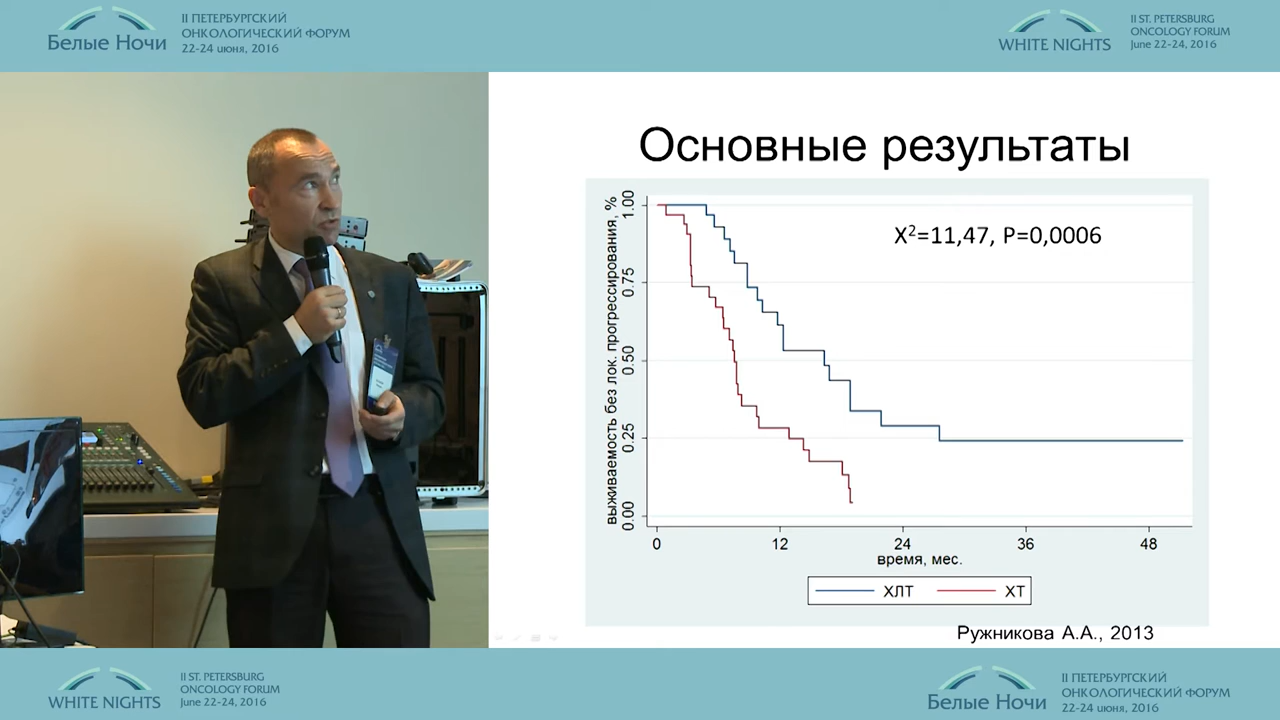 II ПЕТЕРБУРГСКИЙ
ОНКОЛОГИЧЕСКИЙ ФОРУМ
Белые Ночи
22-24 июня, 2016
II ST. PETERSBURG
ONCOLOGY FORUM
WHITE NIGHTS
June 22-24, 2016
Основные результаты
X²=11,47, P=0,0006
выживаемость без лок. прогрессирования, %
1.00
0.75
0.50
0.25
0.00
0 12 24 36 48
время, мес.
ХЛТ ХТ
Ружникова А.А., 2013
II ST. PETERSBURG
ONCOLOGY FORUM
WHITE NIGHTS
June 22-24, 2016
II ПЕТЕРБУРГСКИЙ
ОНКОЛОГИЧЕСКИЙ ФОРУМ
Белые Ночи
22-24 июня, 2016